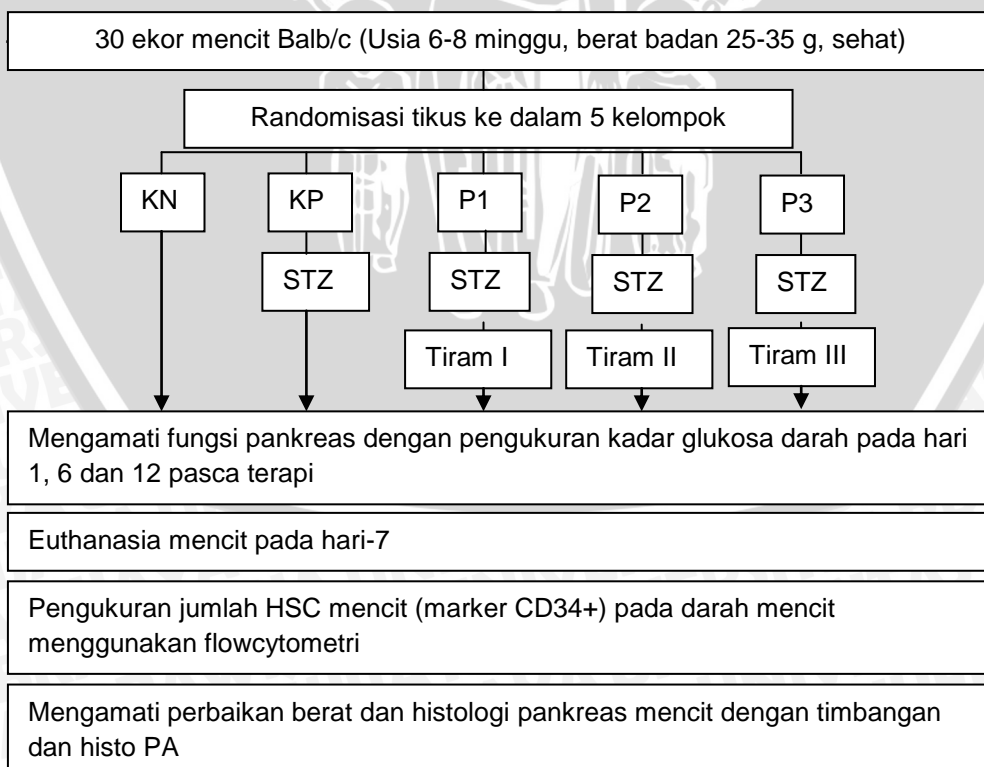 30 ekor mencit Balb/c (Usia 6-8 minggu, berat badan 25-35 g, sehat)
Randomisasi tikus ke dalam 5 kelompok
KN KP P1 P2 P3
STZ STZ STZ STZ
Tiram I Tiram II Tiram III
Mengamati fungsi pankreas dengan pengukuran kadar glukosa darah pada hari
1, 6 dan 12 pasca terapi
Euthanasia mencit pada hari-7
Pengukuran jumlah HSC mencit (marker CD34+) pada darah mencit
menggunakan flowcytometri
Mengamati perbaikan berat dan histologi pankreas mencit dengan timbangan
dan histo PA